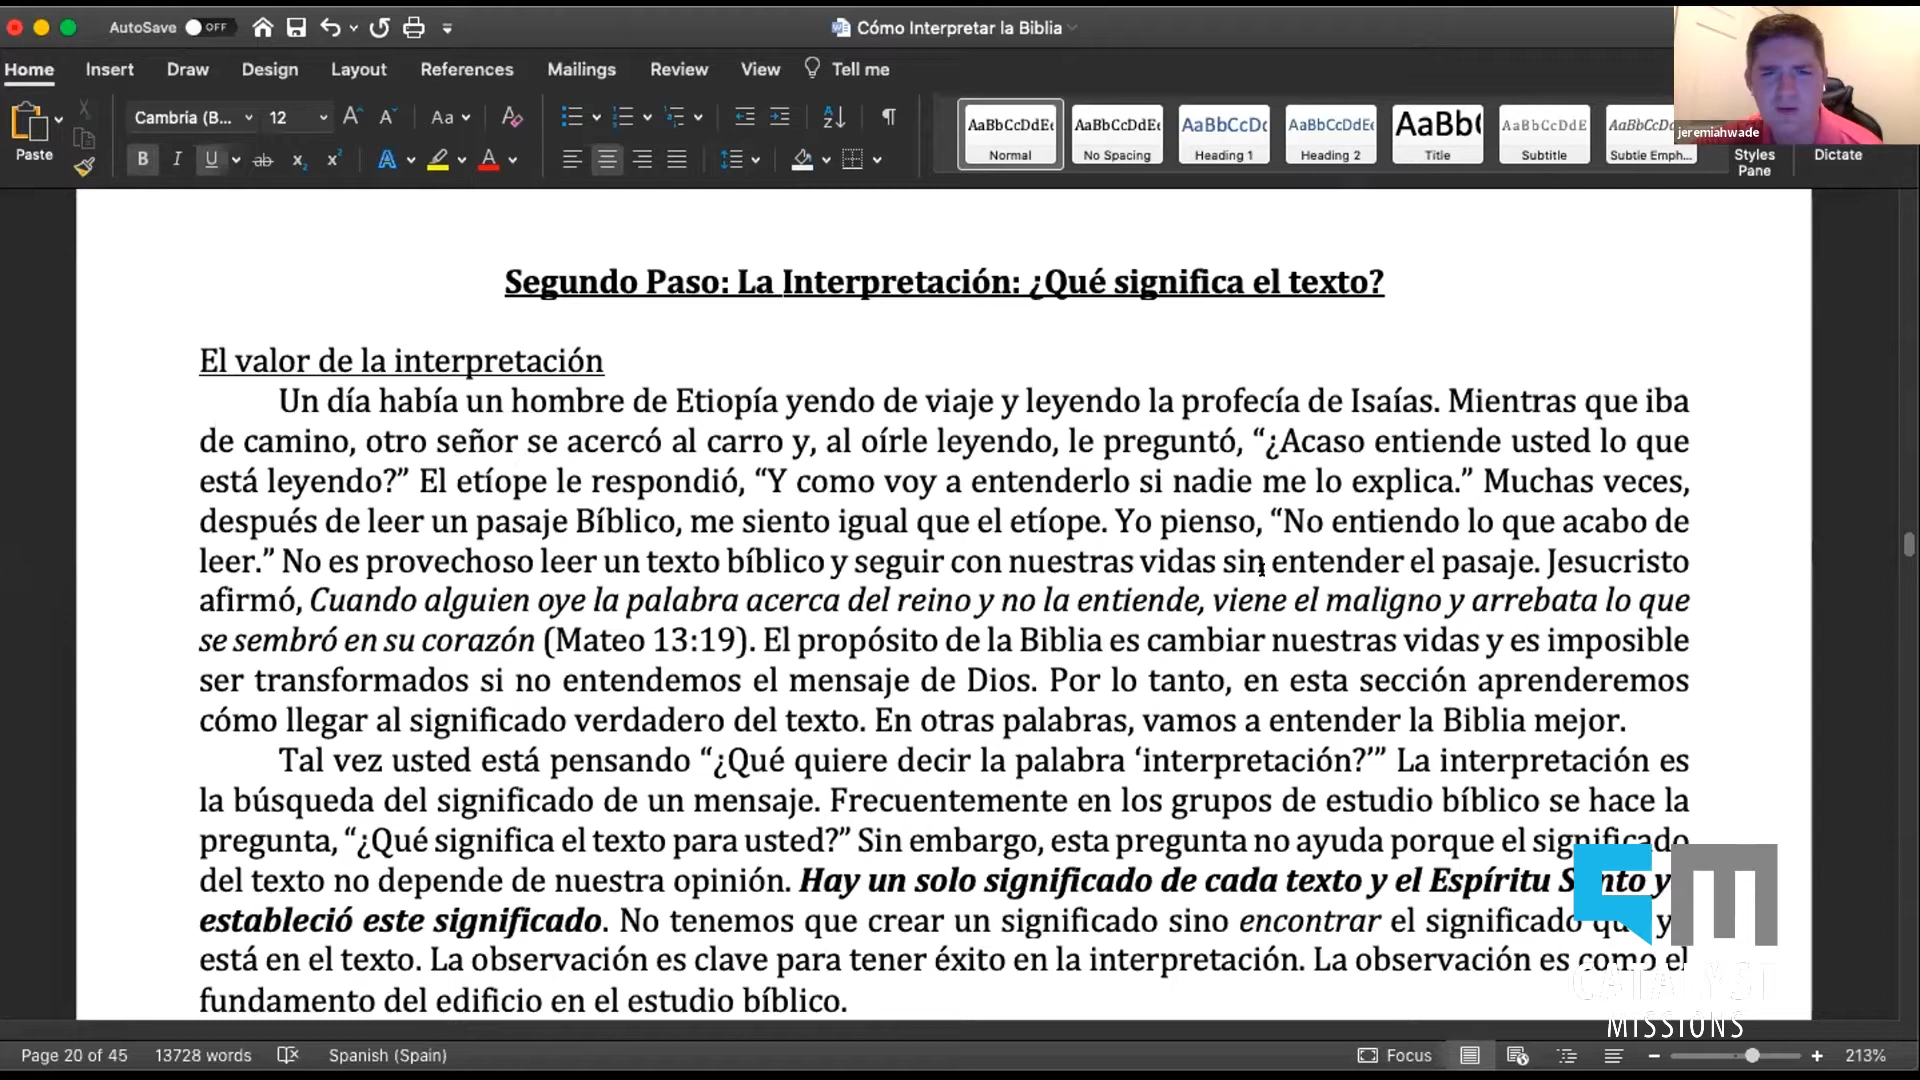 AutoSave OFF Cómo Interpretar la Biblia
Home Insert Draw Design Layout References Mailings Review View Tell me
jeremiahwade
Paste Cambria (B... 12 Aa
AaBbCcDdEe AaBbCcDdEe AaBbCcDc AaBbCcDdEe AaBb( AaBbCcDdE AaBbCcDc
Normal No Spacing Heading 1 Heading 2 Title Subtitle Subtle Emph... Styles Pane Dictate
Segundo Paso: La Interpretación: ¿Qué significa el texto?
El valor de la interpretación
Un día había un hombre de Etiopía yendo de viaje y leyendo la profecía de Isaías. Mientras que iba
de camino, otro señor se acercó al carro y, al oírle leyendo, le preguntó, “¿Acaso entiende usted lo que
está leyendo?” El etíope le respondió, “Y como voy a entenderlo si nadie me lo explica.” Muchas veces,
después de leer un pasaje Bíblico, me siento igual que el etíope. Yo pienso, “No entiendo lo que acabo de
leer.” No es provechoso leer un texto bíblico y seguir con nuestras vidas sin entender el pasaje. Jesucristo
afirmó, Cuando alguien oye la palabra acerca del reino y no la entiende, viene el maligno y arrebata lo que
se sembró en su corazón (Mateo 13:19). El propósito de la Biblia es cambiar nuestras vidas y es imposible
ser transformados si no entendemos el mensaje de Dios. Por lo tanto, en esta sección aprenderemos
cómo llegar al significado verdadero del texto. En otras palabras, vamos a entender la Biblia mejor.
Tal vez usted está pensando “¿Qué quiere decir la palabra ‘interpretación?’” La interpretación es
la búsqueda del significado de un mensaje. Frecuentemente en los grupos de estudio bíblico se hace la
pregunta, “¿Qué significa el texto para usted?” Sin embargo, esta pregunta no ayuda porque el significado
del texto no depende de nuestra opinión. Hay un solo significado de cada texto y el Espíritu Santo y
estableció este significado. No tenemos que crear un significado sino encontrar el significado que y
está en el texto. La observación es clave para tener éxito en la interpretación. La observación es como el
fundamento del edificio en el estudio bíblico.
CATALYST
MISSIONS
Page 20 of 45 13728 words Spanish (Spain) Focus 213%